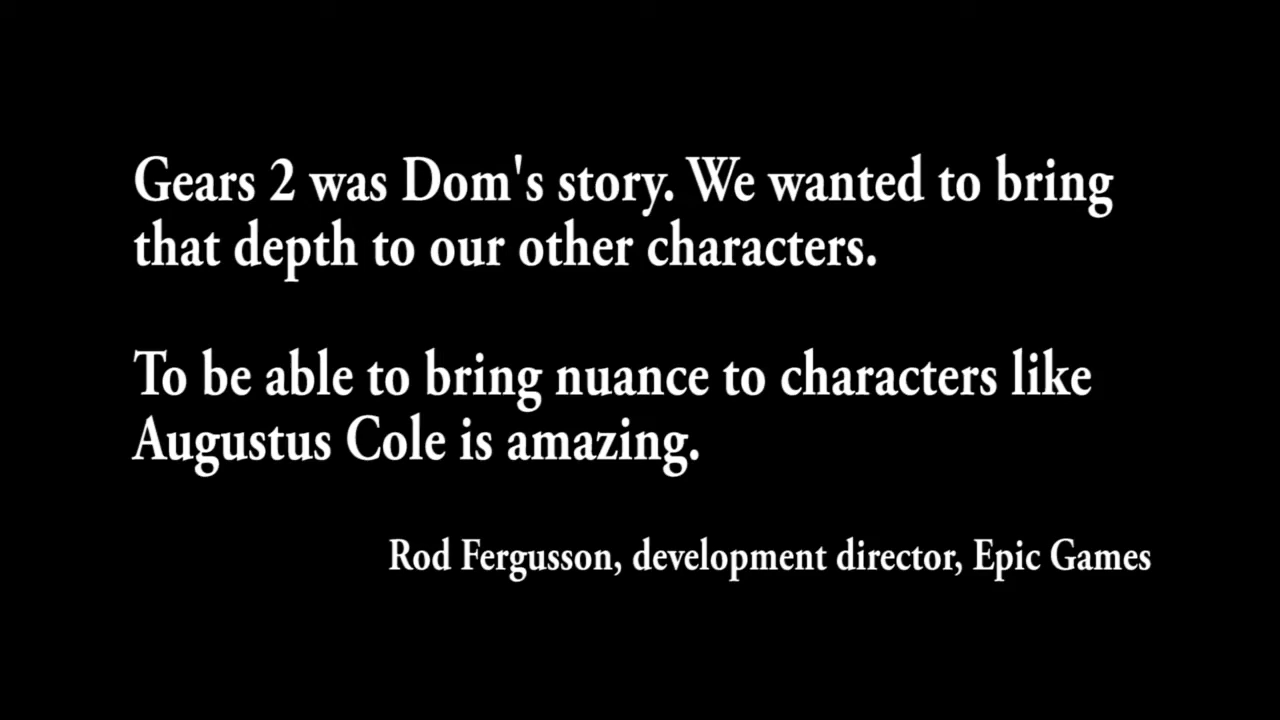 Gears 2 was Dom's story. We wanted to bring
that depth to our other characters.
To be able to bring nuance to characters like
Augustus Cole is amazing.
Rod Fergusson, development director, Epic Games